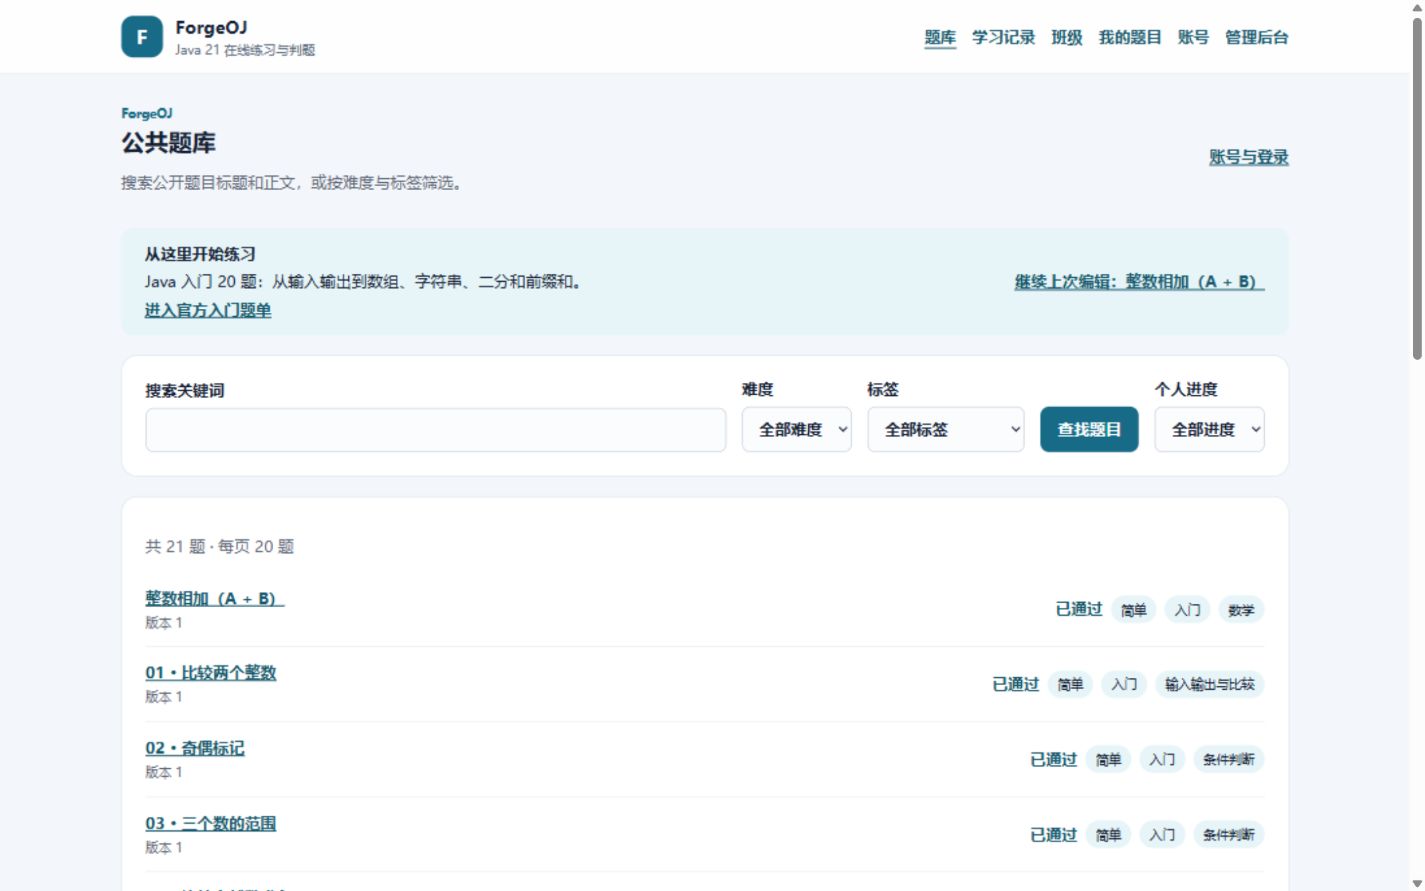 F
ForgeOJ
Java 21 在线练习与判题
题库 学习记录 班级 我的题目 账号 管理后台
ForgeOJ
公共题库
搜索公开题目标题和正文，或按难度与标签筛选。
账号与登录
从这里开始练习
Java 入门 20 题：从输入输出到数组、字符串、二分和前缀和。
进入官方入门题单
继续上次编辑：整数相加（A + B）
搜索关键词
难度
标签
个人进度
全部难度
全部标签
查找题目
全部进度
共 21 题 · 每页 20 题
整数相加（A + B）
版本 1
已通过 简单 入门 数学
01 · 比较两个整数
版本 1
已通过 简单 入门 输入输出与比较
02 · 奇偶标记
版本 1
已通过 简单 入门 条件判断
03 · 三个数的范围
版本 1
已通过 简单 入门 条件判断